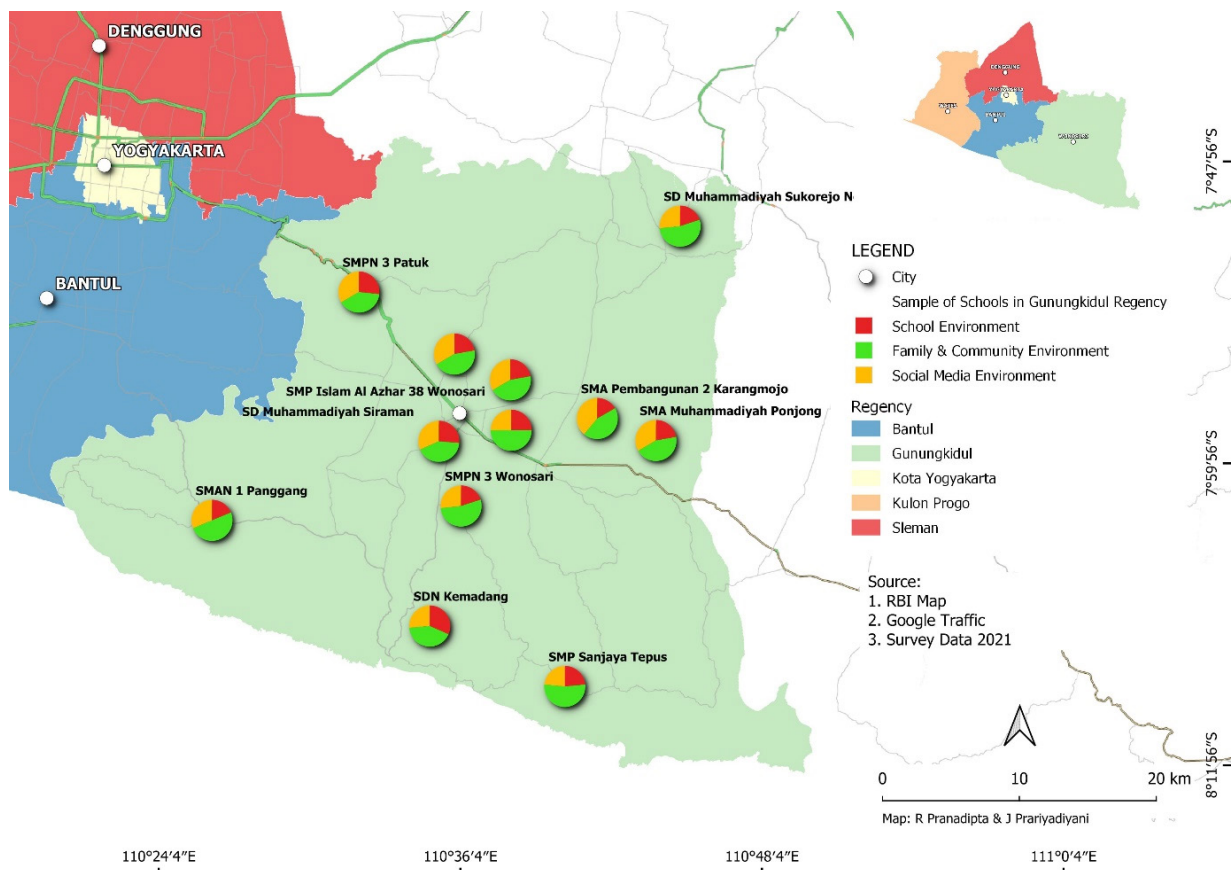 DENGGUNG
YOGYAKARTA
BANTUL
SD Muhammadiyah Sukorejo N
SMPN 3 Patuk
SMP Islam Al Azhar 38 Wonosari
SD Muhammadiyah Siraman
SMA Pembangunan 2 Karangmojo
SMA Muhammadiyah Ponjong
SMPN 3 Wonosari
SMAN 1 Panggang
SDN Kemadang
SMP Sanjaya Tepus
DENGGUNG
YOGYAKARTA
BANTUL
LEGEND
City
Sample of Schools in Gunungkidul Regency
School Environment
Family & Community Environment
Social Media Environment
Regency
Bantul
Gunungkidul
Kota Yogyakarta
Kulon Progo
Sleman
Source:
1. RBI Map
2. Google Traffic
3. Survey Data 2021
0 10 20 km
Map: R Pranadipta & J Prariyadiyani
7°47'56"S
7°59'56"S
8°11'56"S
110°24'4"E
110°36'4"E
110°48'4"E
111°0'4"E